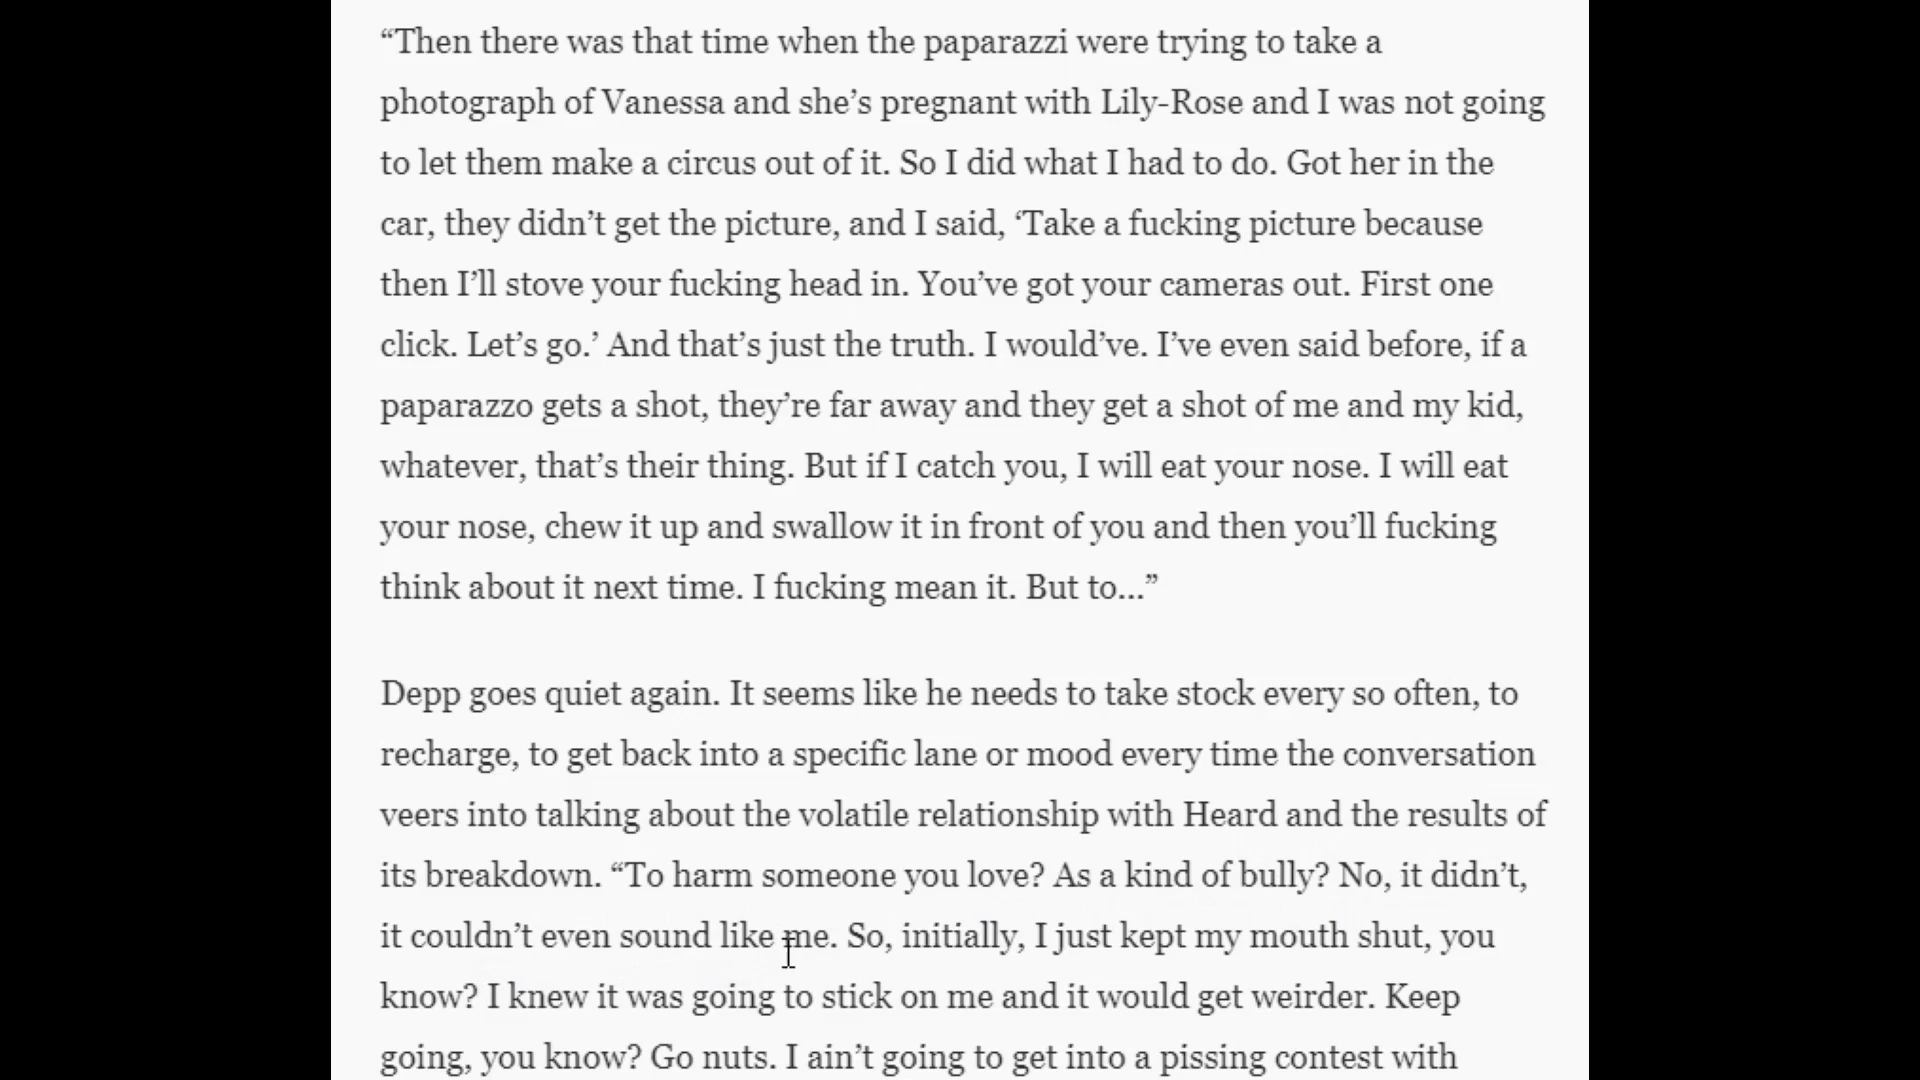 “Then there was that time when the paparazzi were trying to take a
photograph of Vanessa and she’s pregnant with Lily-Rose and I was not going
to let them make a circus out of it. So I did what I had to do. Got her in the
car, they didn’t get the picture, and I said, ‘Take a fucking picture because
then I’ll stove your fucking head in. You’ve got your cameras out. First one
click. Let’s go.’ And that’s just the truth. I would’ve. I’ve even said before, if a
paparazzo gets a shot, they’re far away and they get a shot of me and my kid,
whatever, that’s their thing. But if I catch you, I will eat your nose. I will eat
your nose, chew it up and swallow it in front of you and then you’ll fucking
think about it next time. I fucking mean it. But to...”
Depp goes quiet again. It seems like he needs to take stock every so often, to
recharge, to get back into a specific lane or mood every time the conversation
veers into talking about the volatile relationship with Heard and the results of
its breakdown. “To harm someone you love? As a kind of bully? No, it didn’t,
it couldn’t even sound like me. So, initially, I just kept my mouth shut, you
know? I knew it was going to stick on me and it would get weirder. Keep
going, you know? Go nuts. I ain’t going to get into a pissing contest with